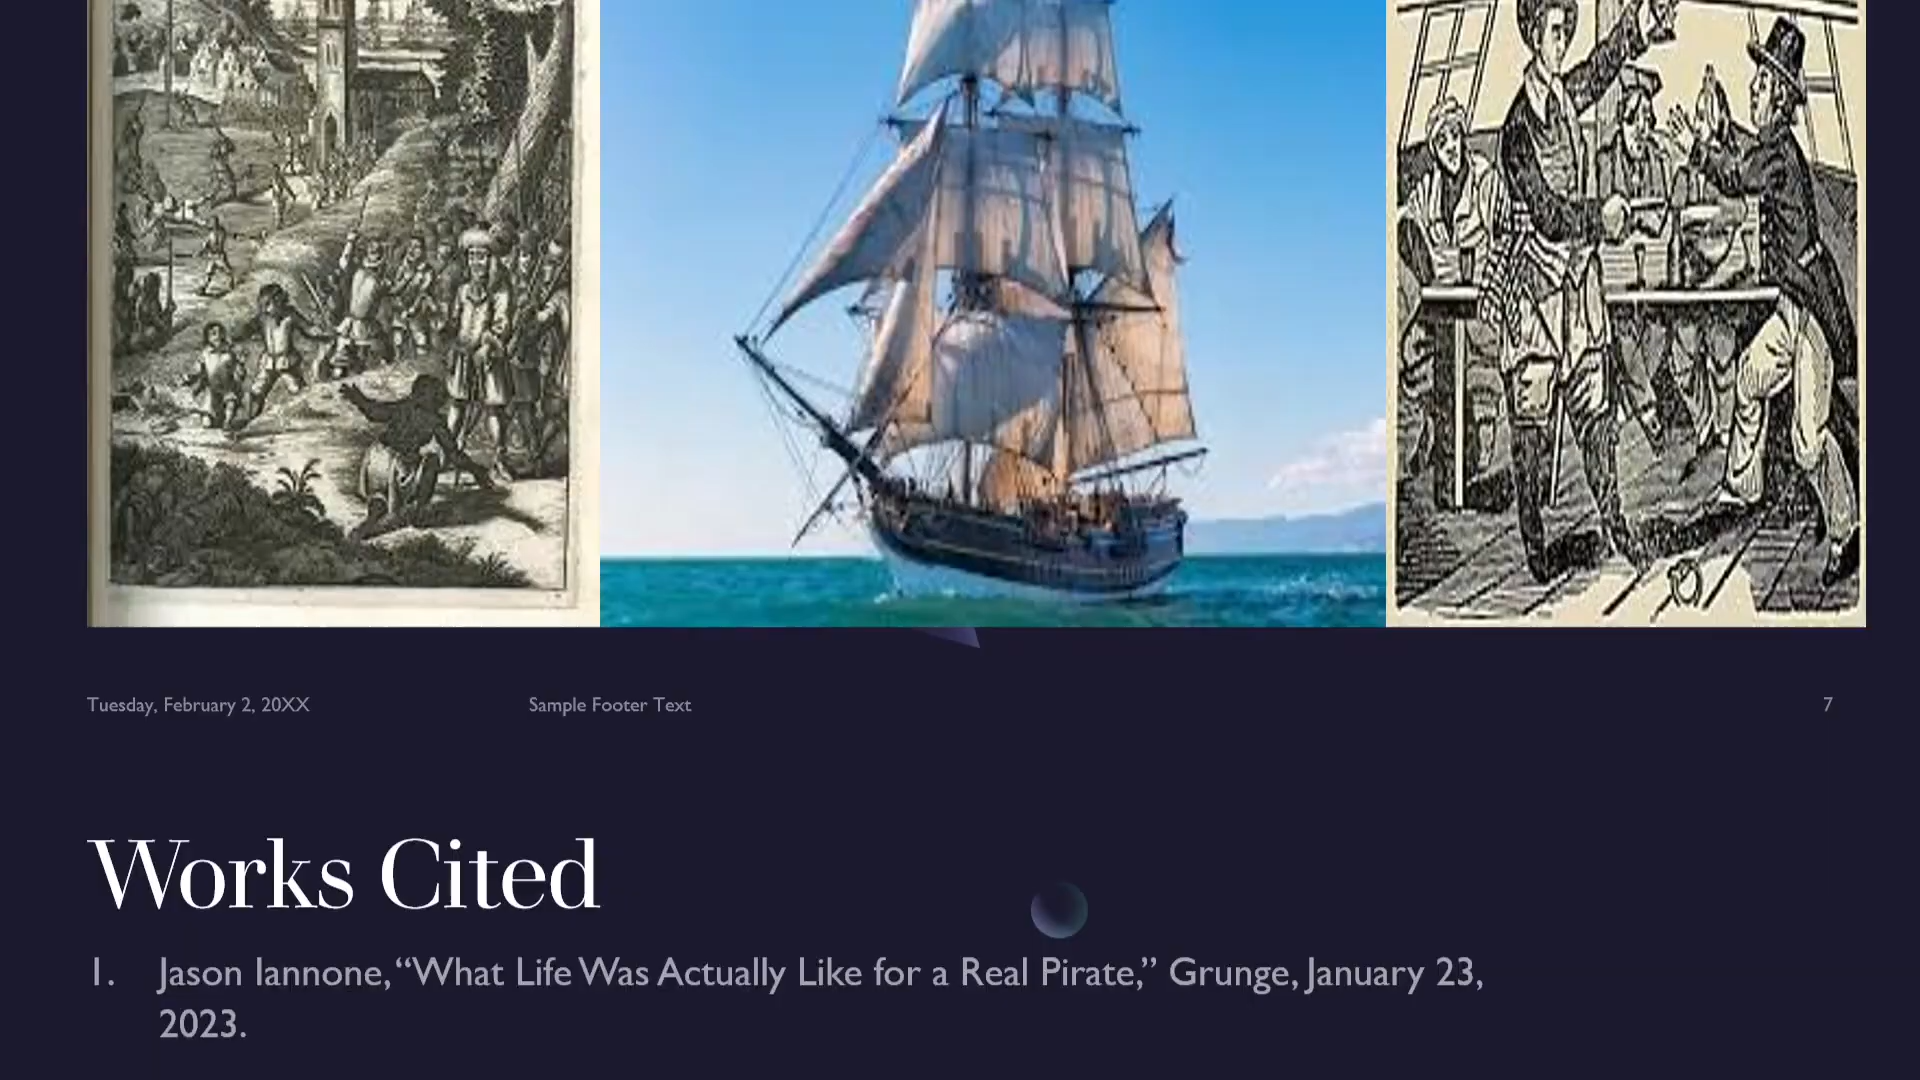 Tuesday, February 2, 20XX
Sample Footer Text
7
Works Cited
1. Jason Iannone, “What Life Was Actually Like for a Real Pirate,” Grunge, January 23,
2023.